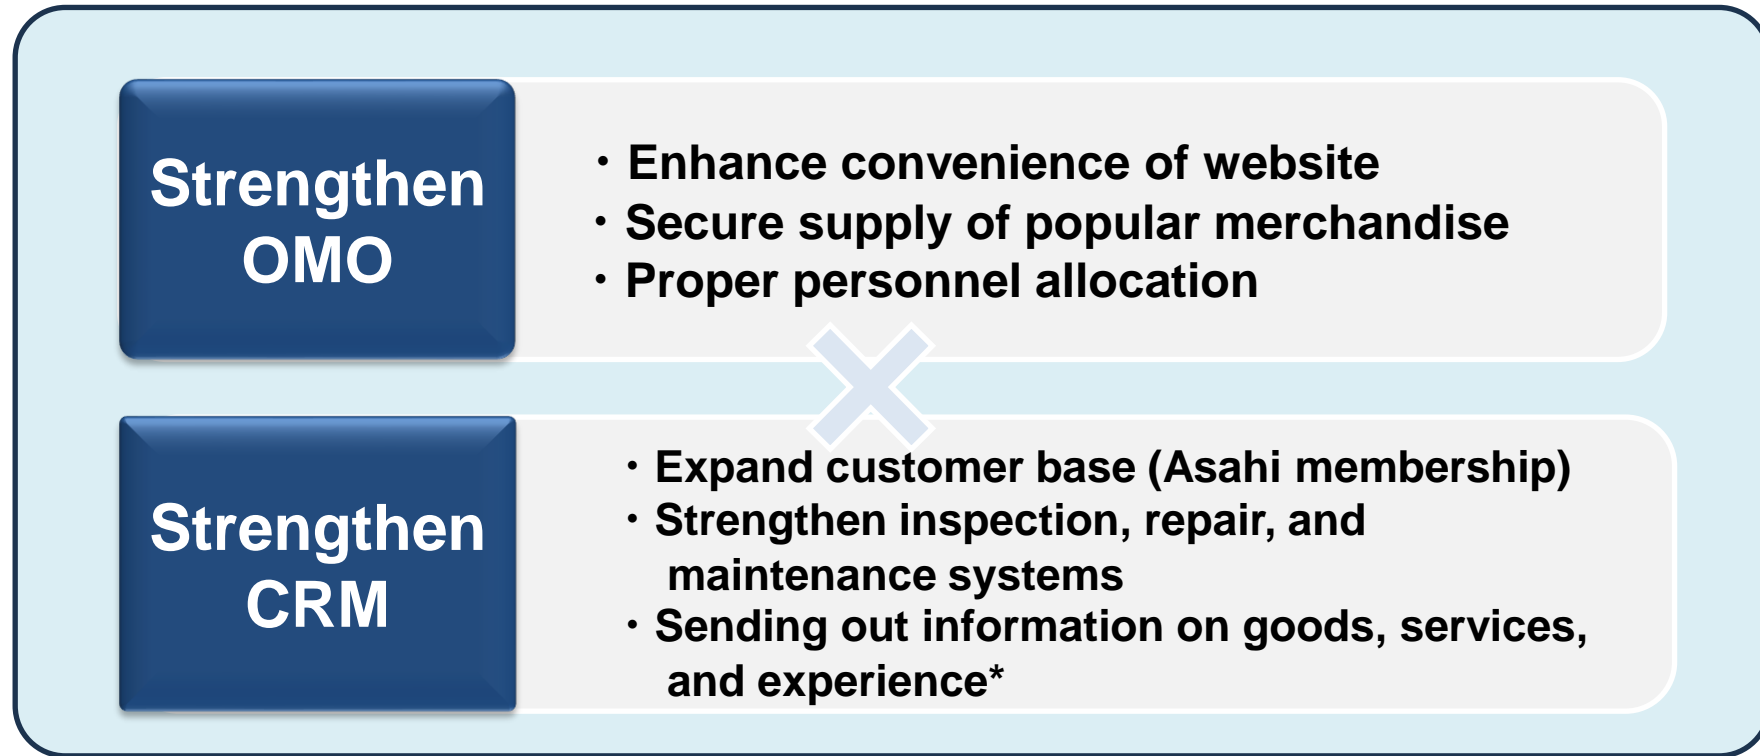 Strengthen
OMO
・Enhance convenience of website
・Secure supply of popular merchandise
・Proper personnel allocation
Strengthen
CRM
・Expand customer base (Asahi membership)
・Strengthen inspection, repair, and
maintenance systems
・Sending out information on goods, services,
and experience*